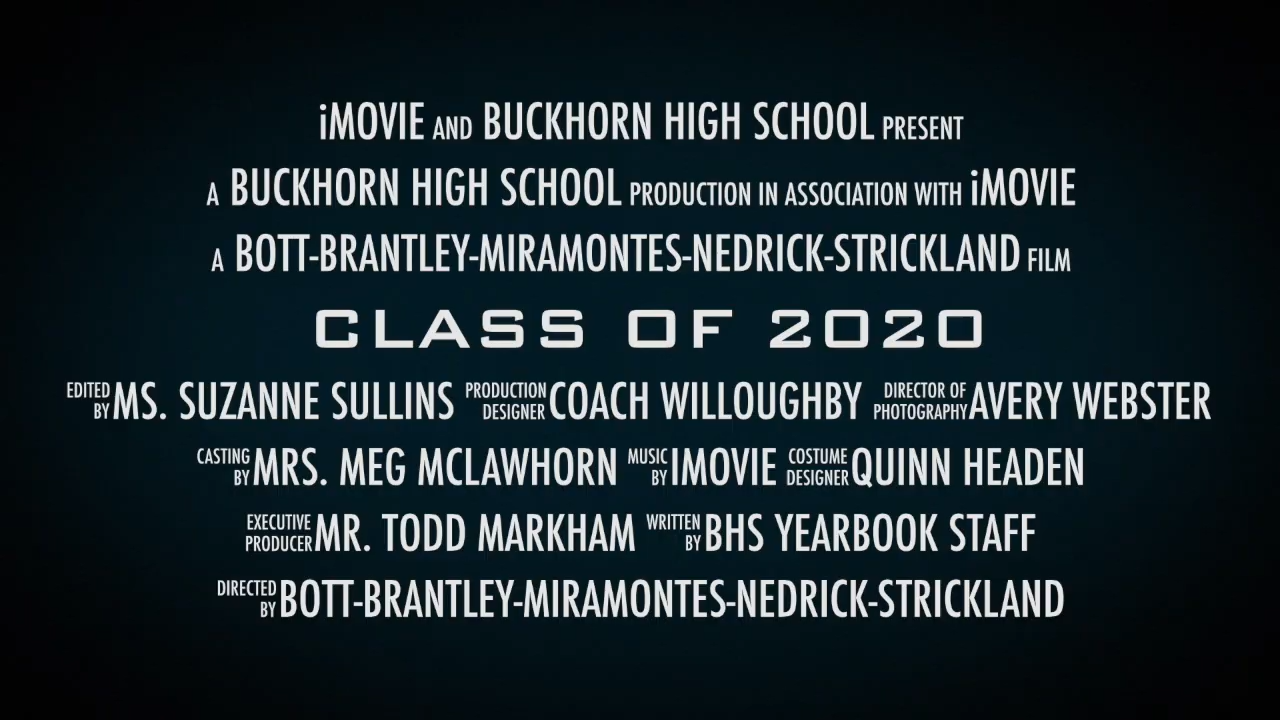 iMOVIE AND BUCKHORN HIGH SCHOOL PRESENT
A BUCKHORN HIGH SCHOOL PRODUCTION IN ASSOCIATION WITH iMOVIE
A BOTT-BRANTLEY-MIRAMONTES-NEDRICK-STRICKLAND FILM
CLASS OF 2020
EDITED BY MS. SUZANNE SULLINS PRODUCTION DESIGNER COACH WILLOUGHBY DIRECTOR OF PHOTOGRAPHY AVERY WEBSTER
CASTING BY MRS. MEG MCLAWHORN MUSIC BY IMOVIE COSTUME DESIGNER QUINN HEADEN
EXECUTIVE PRODUCER MR. TODD MARKHAM WRITTEN BY BHS YEARBOOK STAFF
DIRECTED BY BOTT-BRANTLEY-MIRAMONTES-NEDRICK-STRICKLAND